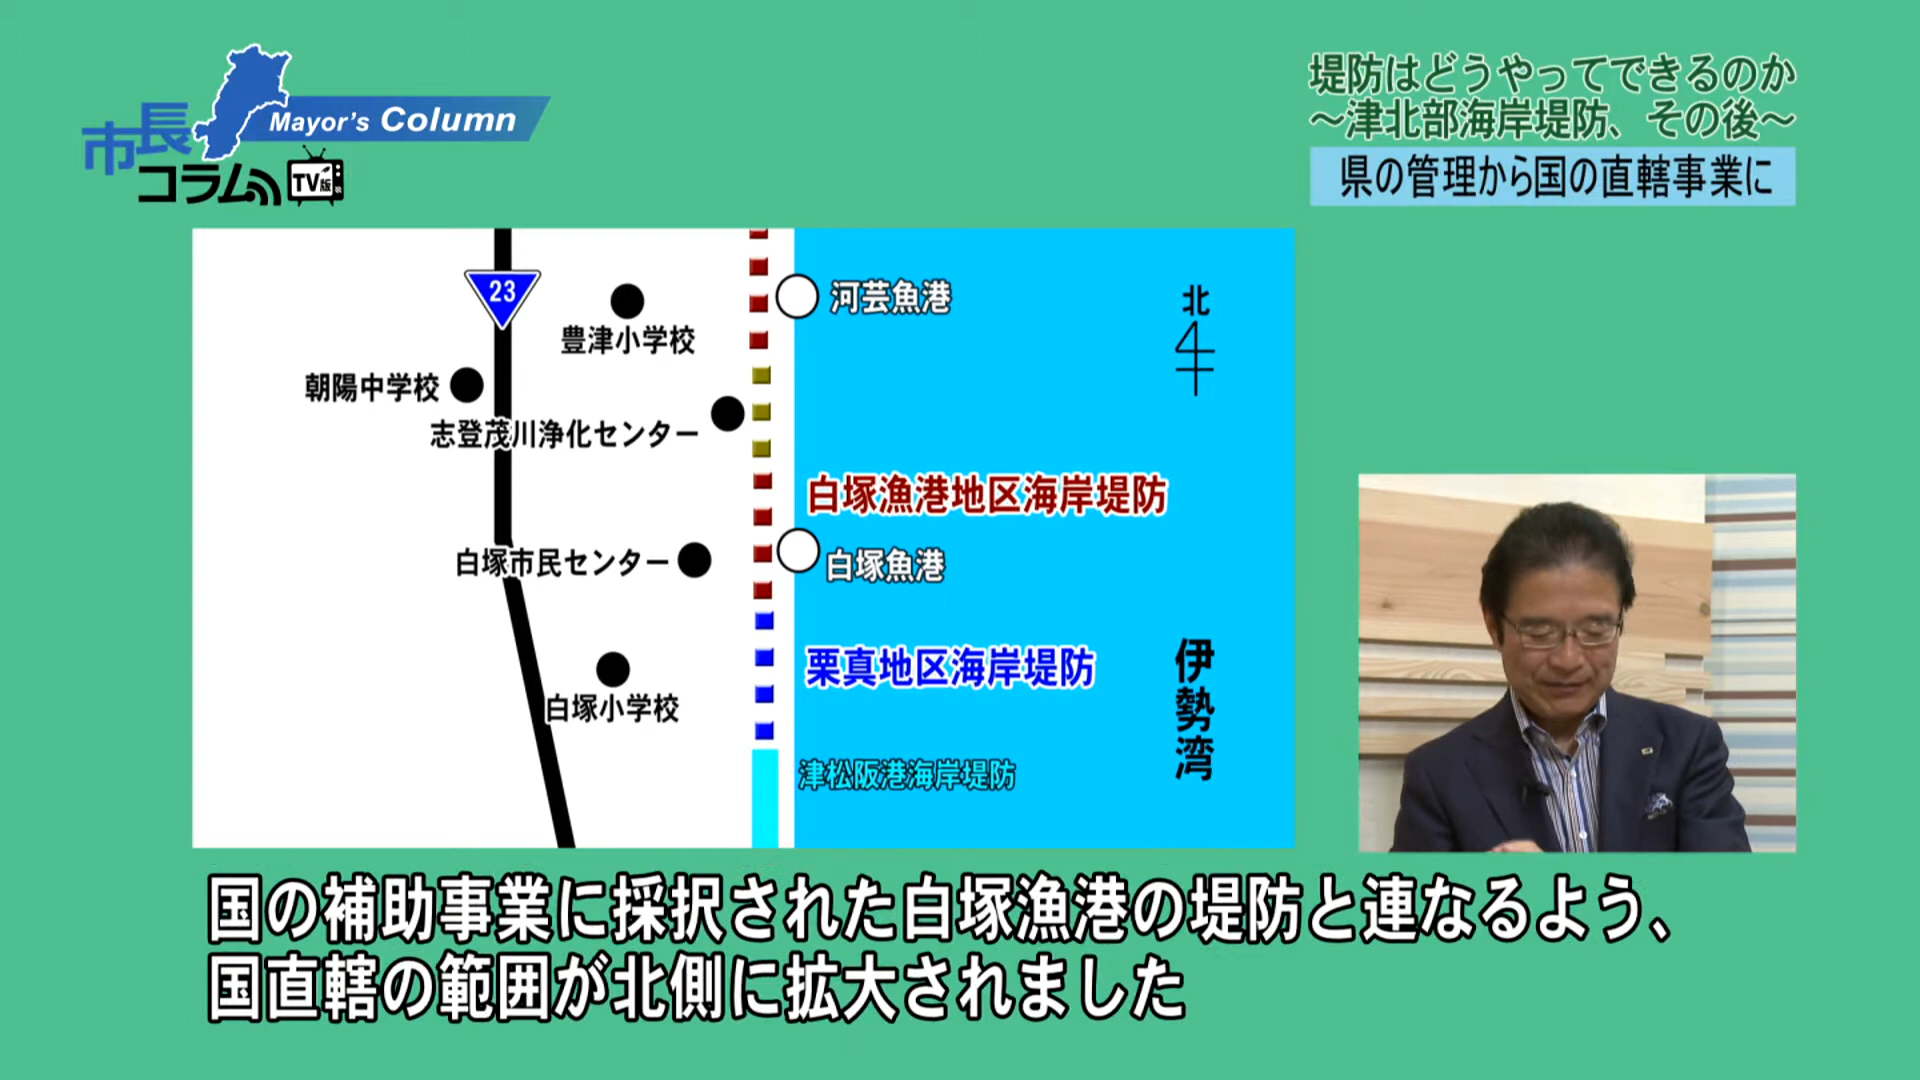 市長
コラム
TV版
Mayor's Column
堤防はどうやってできるのか
～津北部海岸堤防、その後～
県の管理から国の直轄事業に
23
豊津小学校
河芸魚港
北
朝陽中学校
志登茂川浄化センター
白塚漁港地区海岸堤防
白塚市民センター
白塚魚港
栗真地区海岸堤防
伊勢湾
白塚小学校
津松阪港海岸堤防
国の補助事業に採択された白塚漁港の堤防と連なるよう、
国直轄の範囲が北側に拡大されました